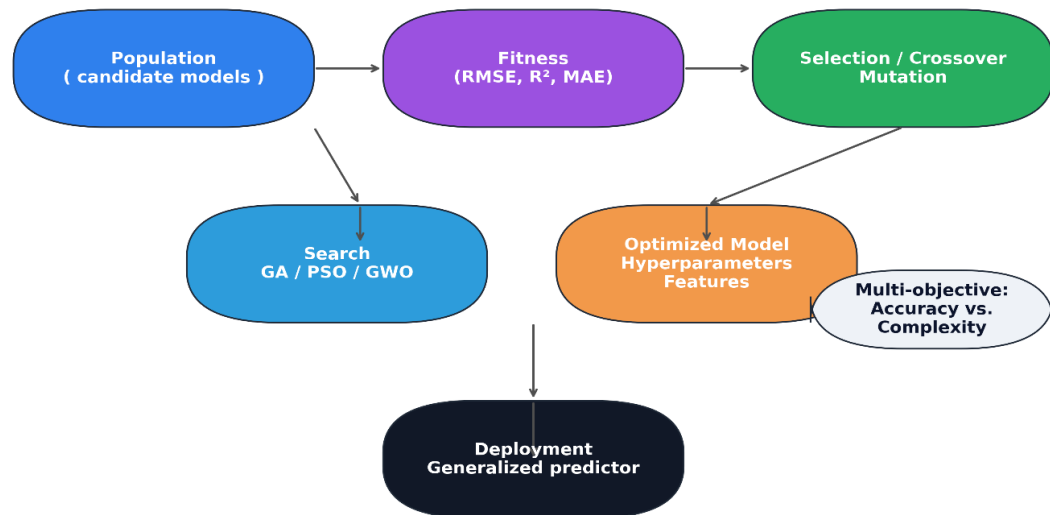 Population
( candidate models )
Fitness
(RMSE, R², MAE)
Selection / Crossover
Mutation
Search
GA / PSO / GWO
Optimized Model
Hyperparameters
Features
Multi-objective:
Accuracy vs.
Complexity
Deployment
Generalized predictor